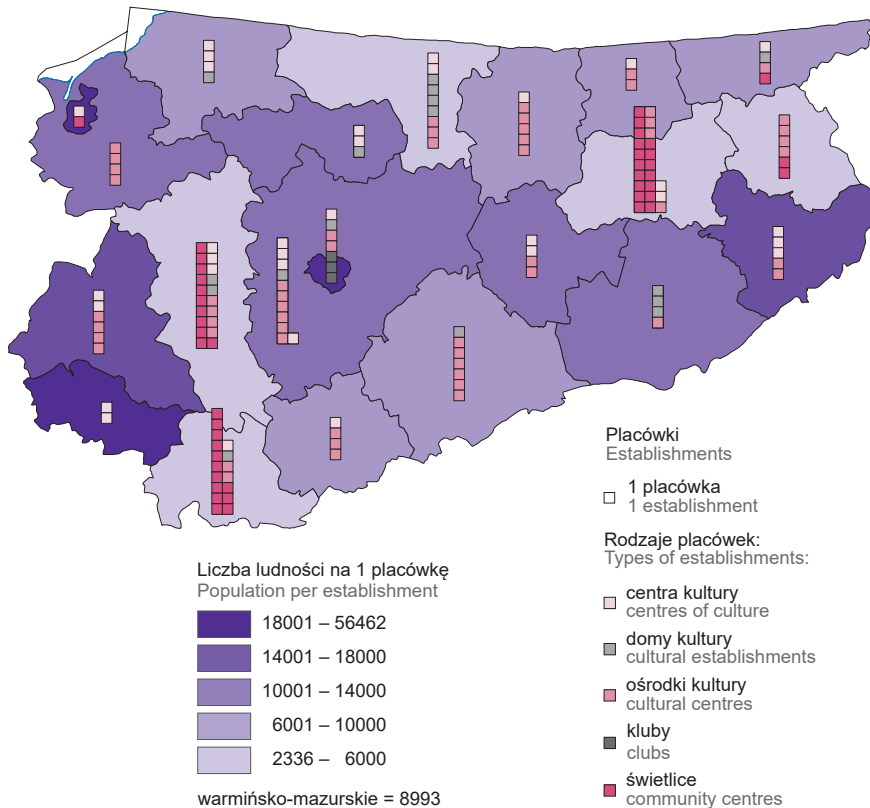 Placówki
Establishments
1 placówka
1 establishment
Rodzaje placówek:
Types of establishments:
centra kultury
centres of culture
domy kultury
cultural establishments
ośrodki kultury
cultural centres
kluby
clubs
świetlice
community centres
Liczba ludności na 1 placówkę
Population per establishment
18001 – 56462
14001 – 18000
10001 – 14000
6001 – 10000
2336 – 6000
warmińsko-mazurskie = 8993